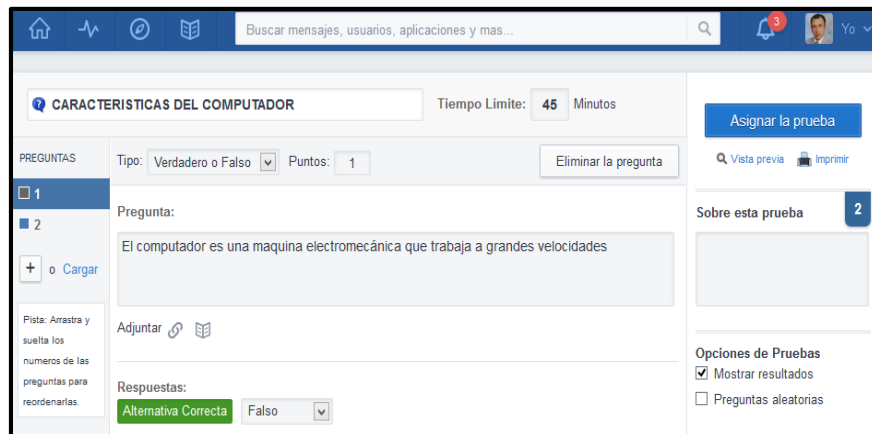 Buscar mensajes, usuarios, aplicaciones y mas...
3
Yo
CARACTERISTICAS DEL COMPUTADOR
Tiempo Límite: 45 Minutos
Asignar la prueba
PREGUNTAS
Tipo: Verdadero o Falso Puntos: 1
Eliminar la pregunta
Vista previa Imprimir
1
2
Pregunta:
Sobre esta prueba
2
El computador es una maquina electromecánica que trabaja a grandes velocidades
+ o Cargar
Pista: Arrastra y
suelta los
numeros de las
preguntas para
reordenarlas.
Adjuntar
Opciones de Pruebas
Mostrar resultados
Preguntas aleatorias
Respuestas:
Alternativa Correcta Falso